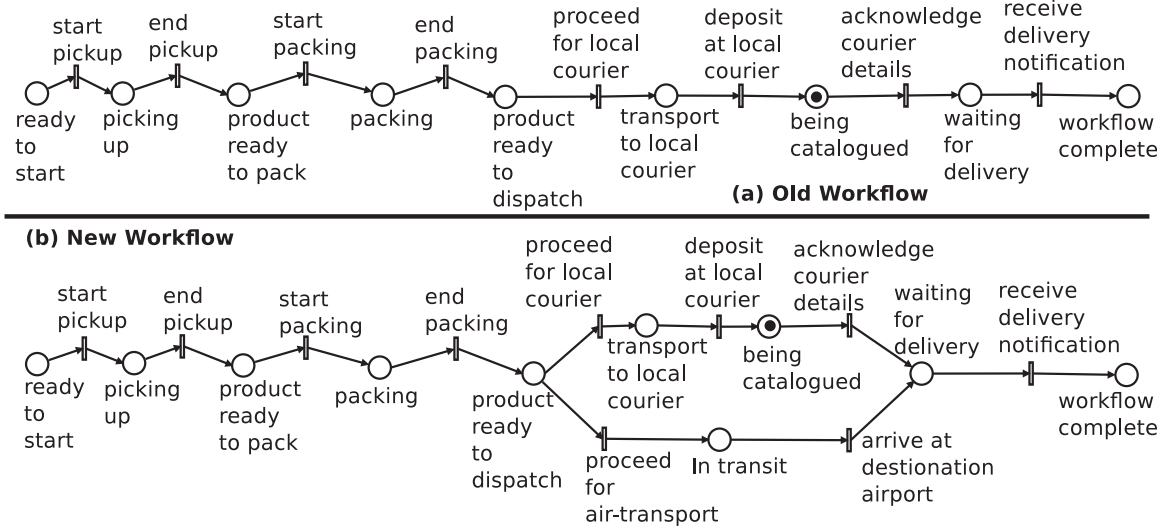 start
pickup
end
pickup
start
packing
end
packing
proceed
for local
courier
deposit
at local
courier
acknowledge
courier
details
receive
delivery
notification
ready
to
start
picking
up
product
ready
to pack
packing
product
ready
to
dispatch
transport
to local
courier
being
catalogued
waiting
for
delivery
workflow
complete
(a) Old Workflow
(b) New Workflow
start
pickup
end
pickup
start
packing
end
packing
proceed
for local
courier
deposit
at local
courier
acknowledge
courier
details
waiting
for
delivery
receive
delivery
notification
ready
to
start
picking
up
product
ready
to pack
packing
product
ready
to
dispatch
transport
to local
courier
being
catalogued
workflow
complete
proceed
for
air-transport
In transit
arrive at
destionation
airport